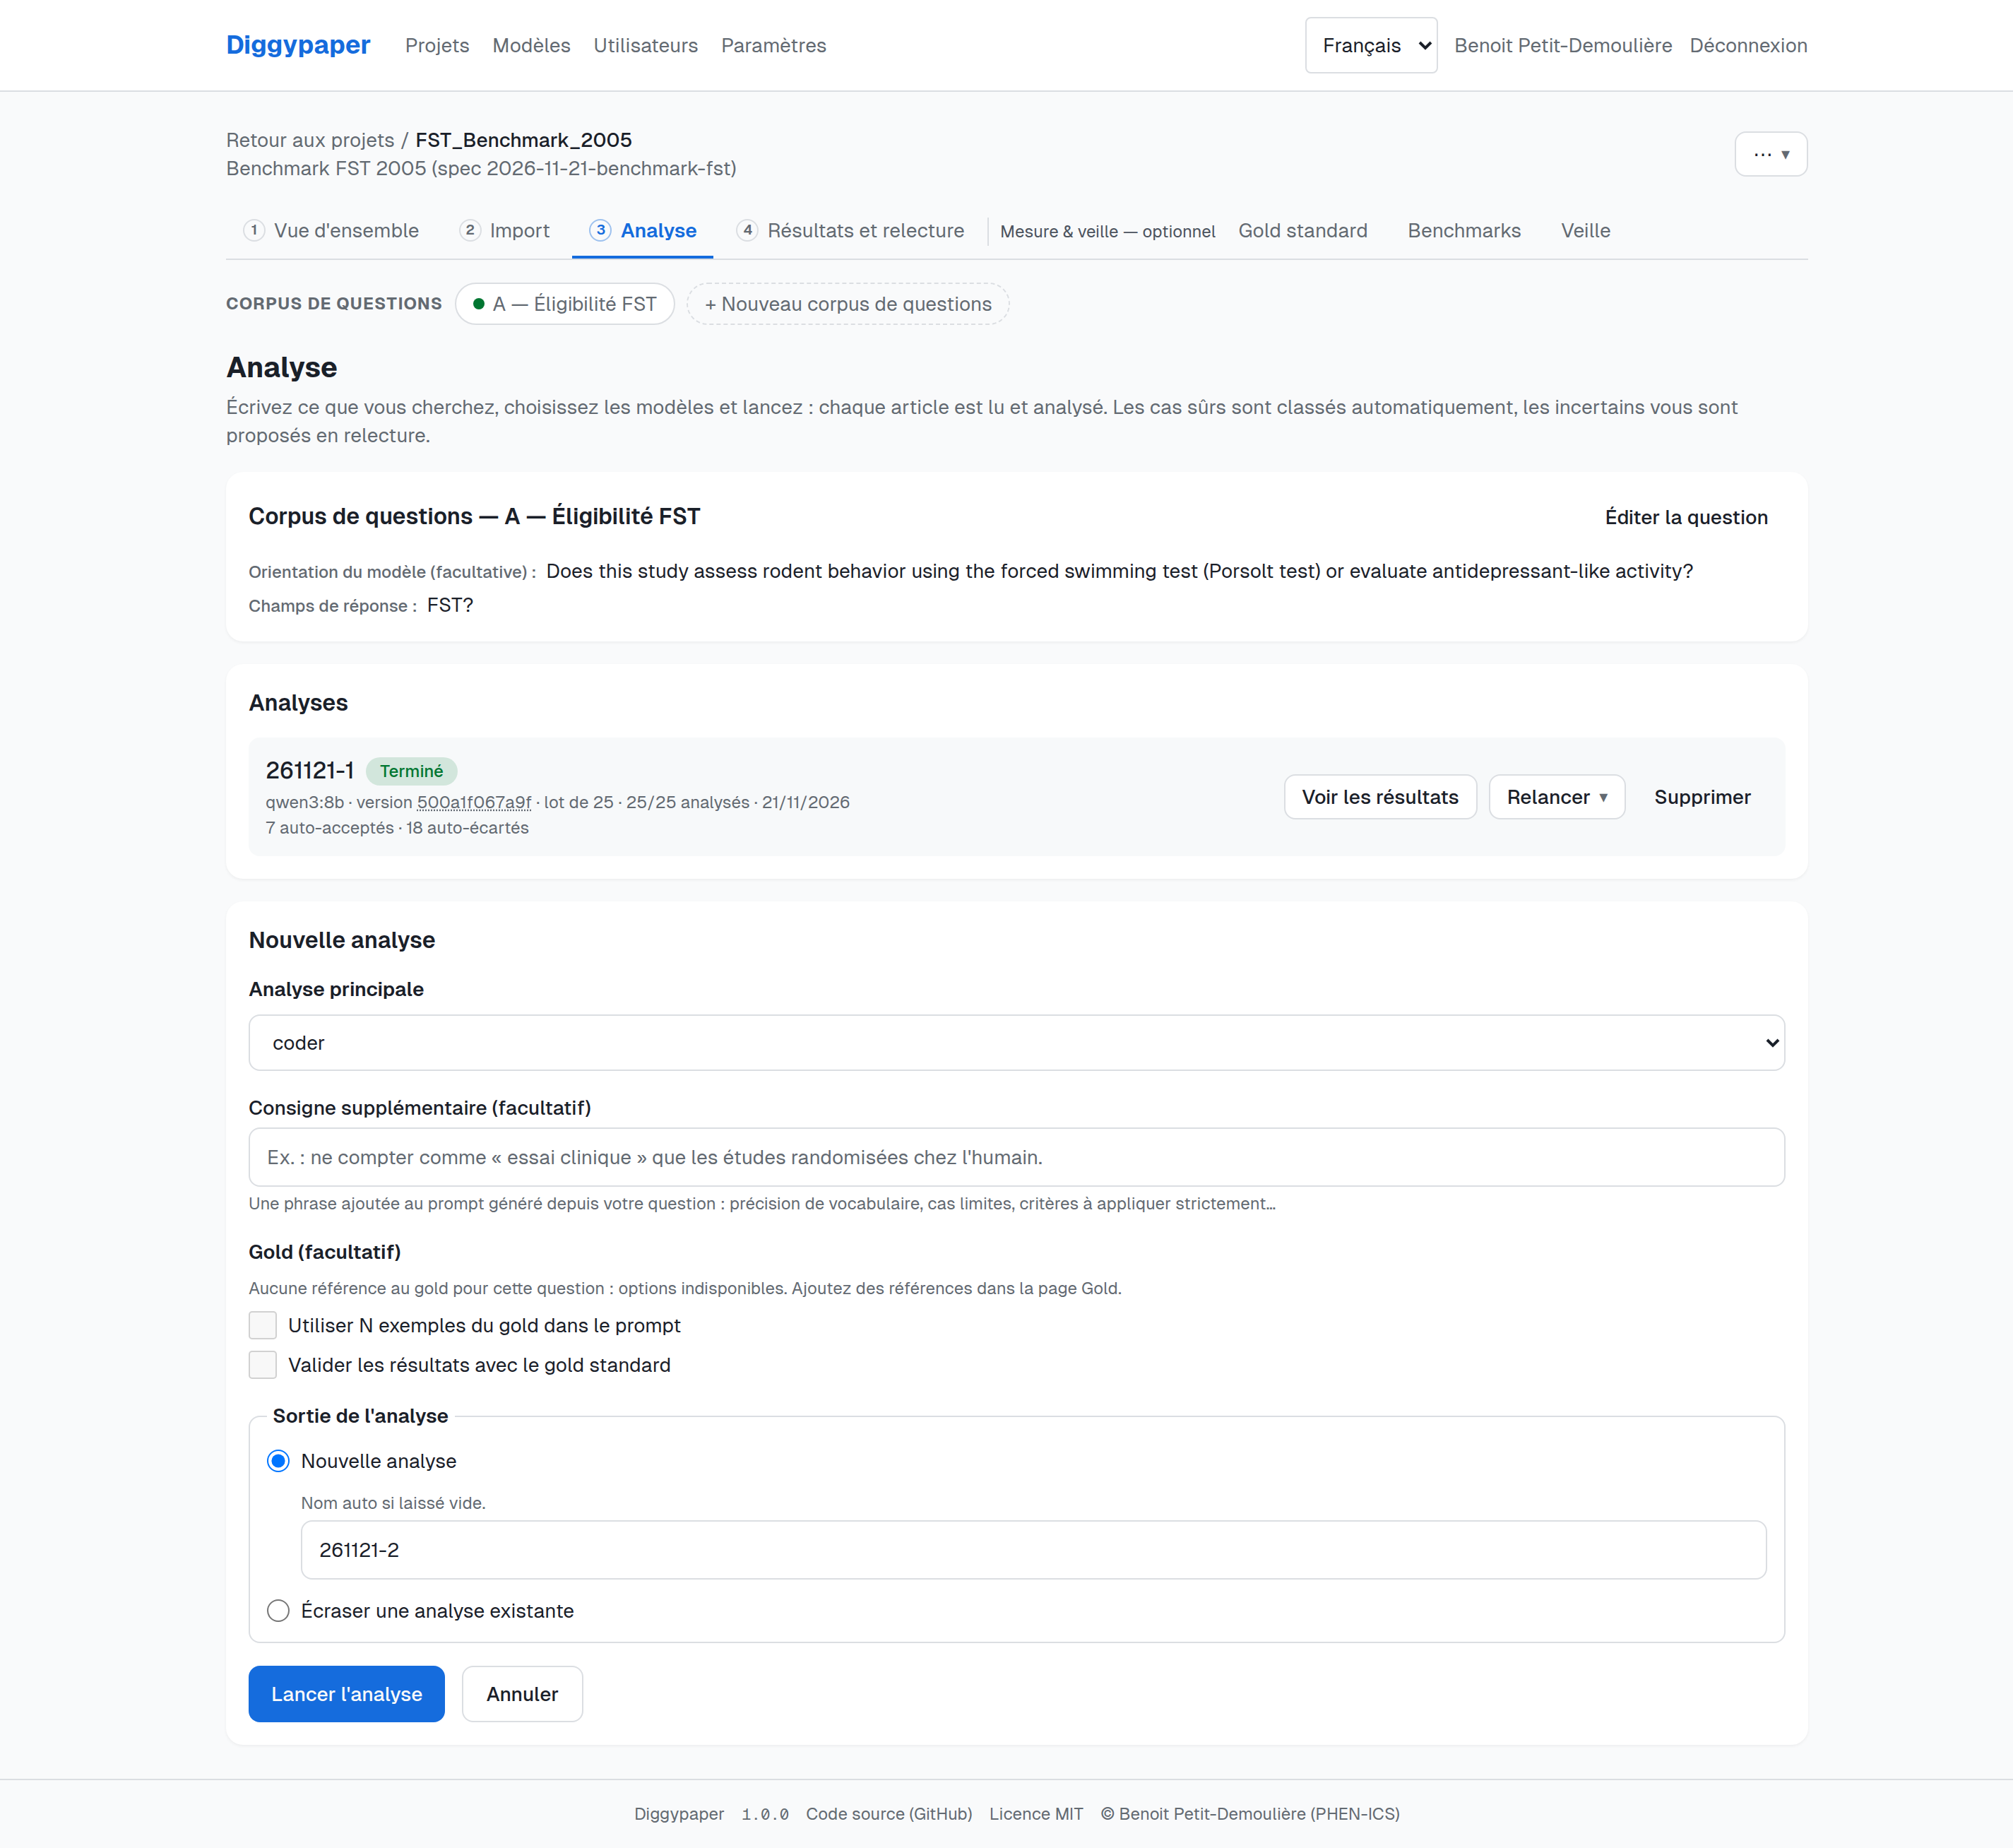 Diggypaper Projets Modèles Utilisateurs Paramètres Français Benoit Petit-Demoulière Déconnexion
Retour aux projets / FST_Benchmark_2005
Benchmark FST 2005 (spec 2026-11-21-benchmark-fst)
··· ▾
1 Vue d'ensemble 2 Import 3 Analyse 4 Résultats et relecture Mesure & veille — optionnel Gold standard Benchmarks Veille
CORPUS DE QUESTIONS A — Éligibilité FST + Nouveau corpus de questions
Analyse
Écrivez ce que vous cherchez, choisissez les modèles et lancez : chaque article est lu et analysé. Les cas sûrs sont classés automatiquement, les incertains vous sont
proposés en relecture.
Corpus de questions — A — Éligibilité FST Éditer la question
Orientation du modèle (facultative) : Does this study assess rodent behavior using the forced swimming test (Porsolt test) or evaluate antidepressant-like activity?
Champs de réponse : FST?
Analyses
261121-1 Terminé
qwen3:8b · version 500a1f067a9f · lot de 25 · 25/25 analysés · 21/11/2026
7 auto-acceptés · 18 auto-écartés
Voir les résultats Relancer ▾ Supprimer
Nouvelle analyse
Analyse principale
coder
Consigne supplémentaire (facultatif)
Ex. : ne compter comme « essai clinique » que les études randomisées chez l'humain.
Une phrase ajoutée au prompt généré depuis votre question : précision de vocabulaire, cas limites, critères à appliquer strictement…
Gold (facultatif)
Aucune référence au gold pour cette question : options indisponibles. Ajoutez des références dans la page Gold.
Utiliser N exemples du gold dans le prompt
Valider les résultats avec le gold standard
Sortie de l'analyse
Nouvelle analyse
Nom auto si laissé vide.
261121-2
Écraser une analyse existante
Lancer l'analyse Annuler
Diggypaper 1.0.0 Code source (GitHub) Licence MIT © Benoit Petit-Demoulière (PHEN-ICS)